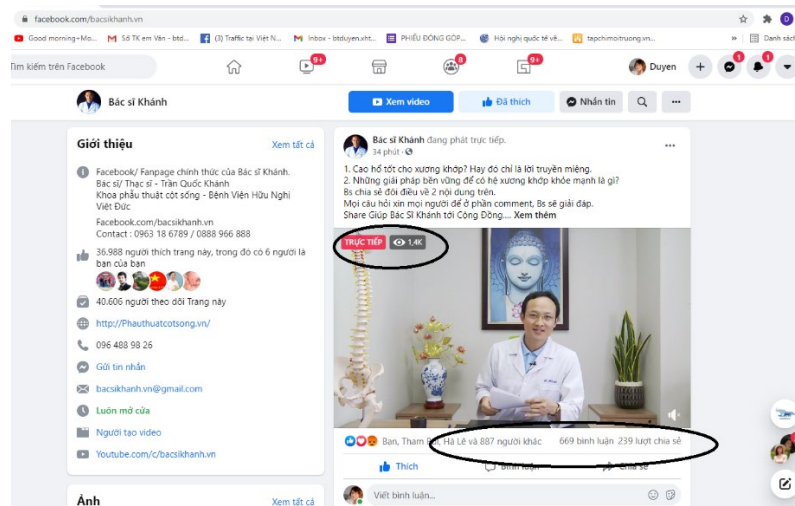 facebook.com/bacsikhanh.vn
Good morning - Mo...
Số TK em Vân - btd...
(3) Traffic tại Việt N...
Inbox - btduyen.xht...
PHIẾU ĐÓNG GÓP...
Hội nghị quốc tế vê...
tapchimoitruong.vn...
»
Danh sách
Tìm kiếm trên Facebook
9+
8
9+
Duyen
1
1
Bác sĩ Khánh
Xem video
Đã thích
Nhắn tin
Giới thiệu
Xem tất cả
Facebook/ Fanpage chính thức của Bác sĩ Khánh.
Bác sĩ/ Thạc sĩ - Trần Quốc Khánh
Khoa phẫu thuật cột sống - Bệnh Viện Hữu Nghị
Việt Đức
Facebook.com/bacsikhanh.vn
Contact : 0963 18 6789 / 0888 966 888
36.988 người thích trang này, trong đó có 6 người là
bạn của bạn
40.606 người theo dõi Trang này
http://Phauthuatcotsong.vn/
096 488 98 26
Gửi tin nhắn
bacsikhanh.vn@gmail.com
Luôn mở cửa
Người tạo video
Youtube.com/c/bacsikhanh.vn
Ảnh
Xem tất cả
Bác sĩ Khánh đang phát trực tiếp.
34 phút
1. Cao hổ tốt cho xương khớp? Hay đó chỉ là lời truyền miệng.
2. Những giải pháp bền vững để có hệ xương khớp khỏe mạnh là gì?
Bs chia sẻ đôi điều về 2 nội dung trên.
Mọi câu hỏi xin mọi người để ở phần comment, Bs sẽ giải đáp.
Share Giúp Bác Sĩ Khánh tới Cộng Đồng.... Xem thêm
TRỰC TIẾP
1,4K
Bạn, Tham Bui, Hà Lê và 887 người khác
669 bình luận 239 lượt chia sẻ
Thích
Bình luận
Chia sẻ
Viết bình luận...